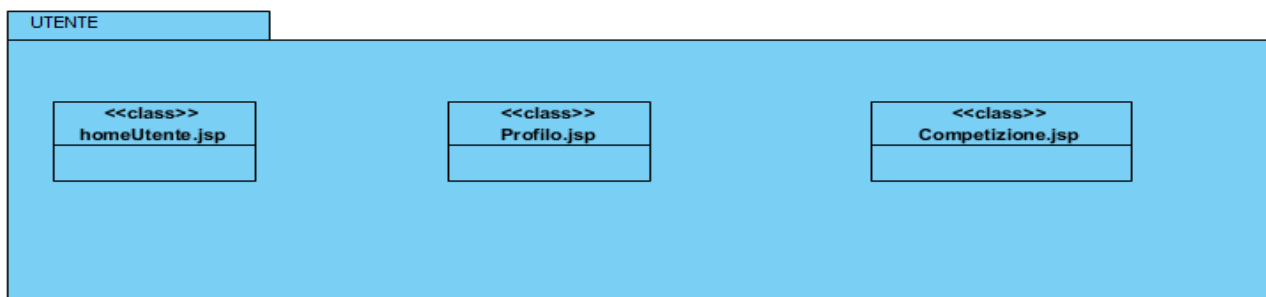 UTENTE
<<class>>
homeUtente.jsp
<<class>>
Profilo.jsp
<<class>>
Competizione.jsp